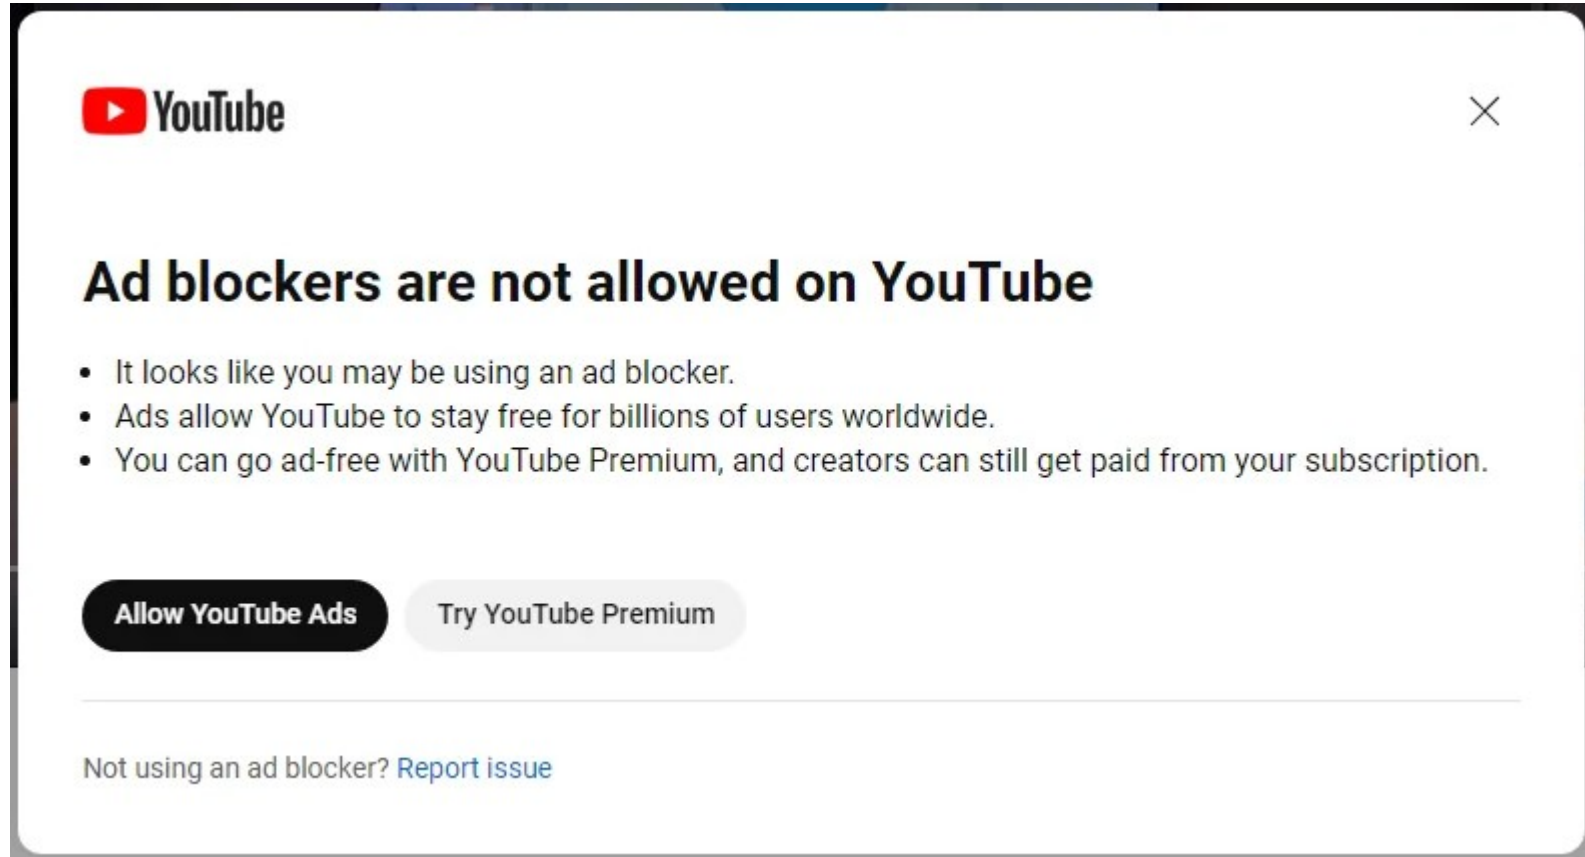 YouTube
Ad blockers are not allowed on YouTube
It looks like you may be using an ad blocker.
Ads allow YouTube to stay free for billions of users worldwide.
You can go ad-free with YouTube Premium, and creators can still get paid from your subscription.
Allow YouTube Ads Try YouTube Premium
Not using an ad blocker? Report issue